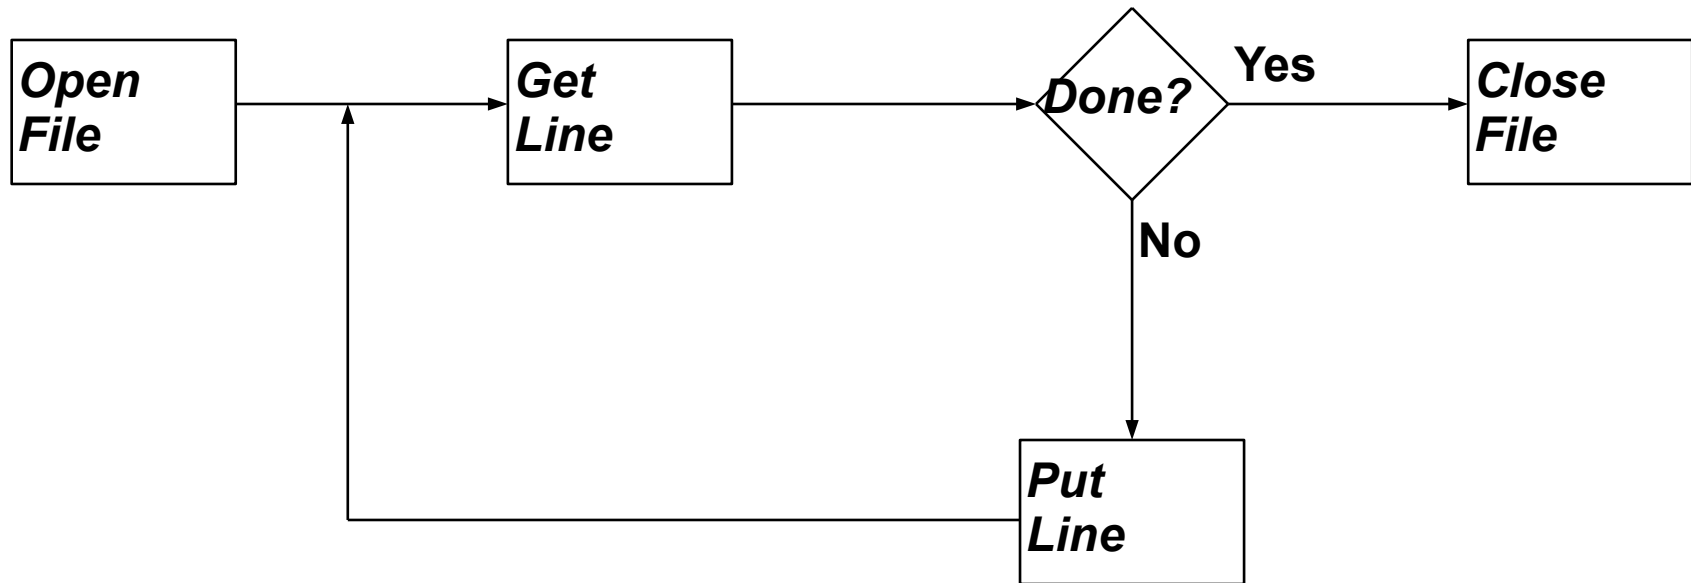 Open
File
Get
Line
Done?
Yes
Close
File
No
Put
Line